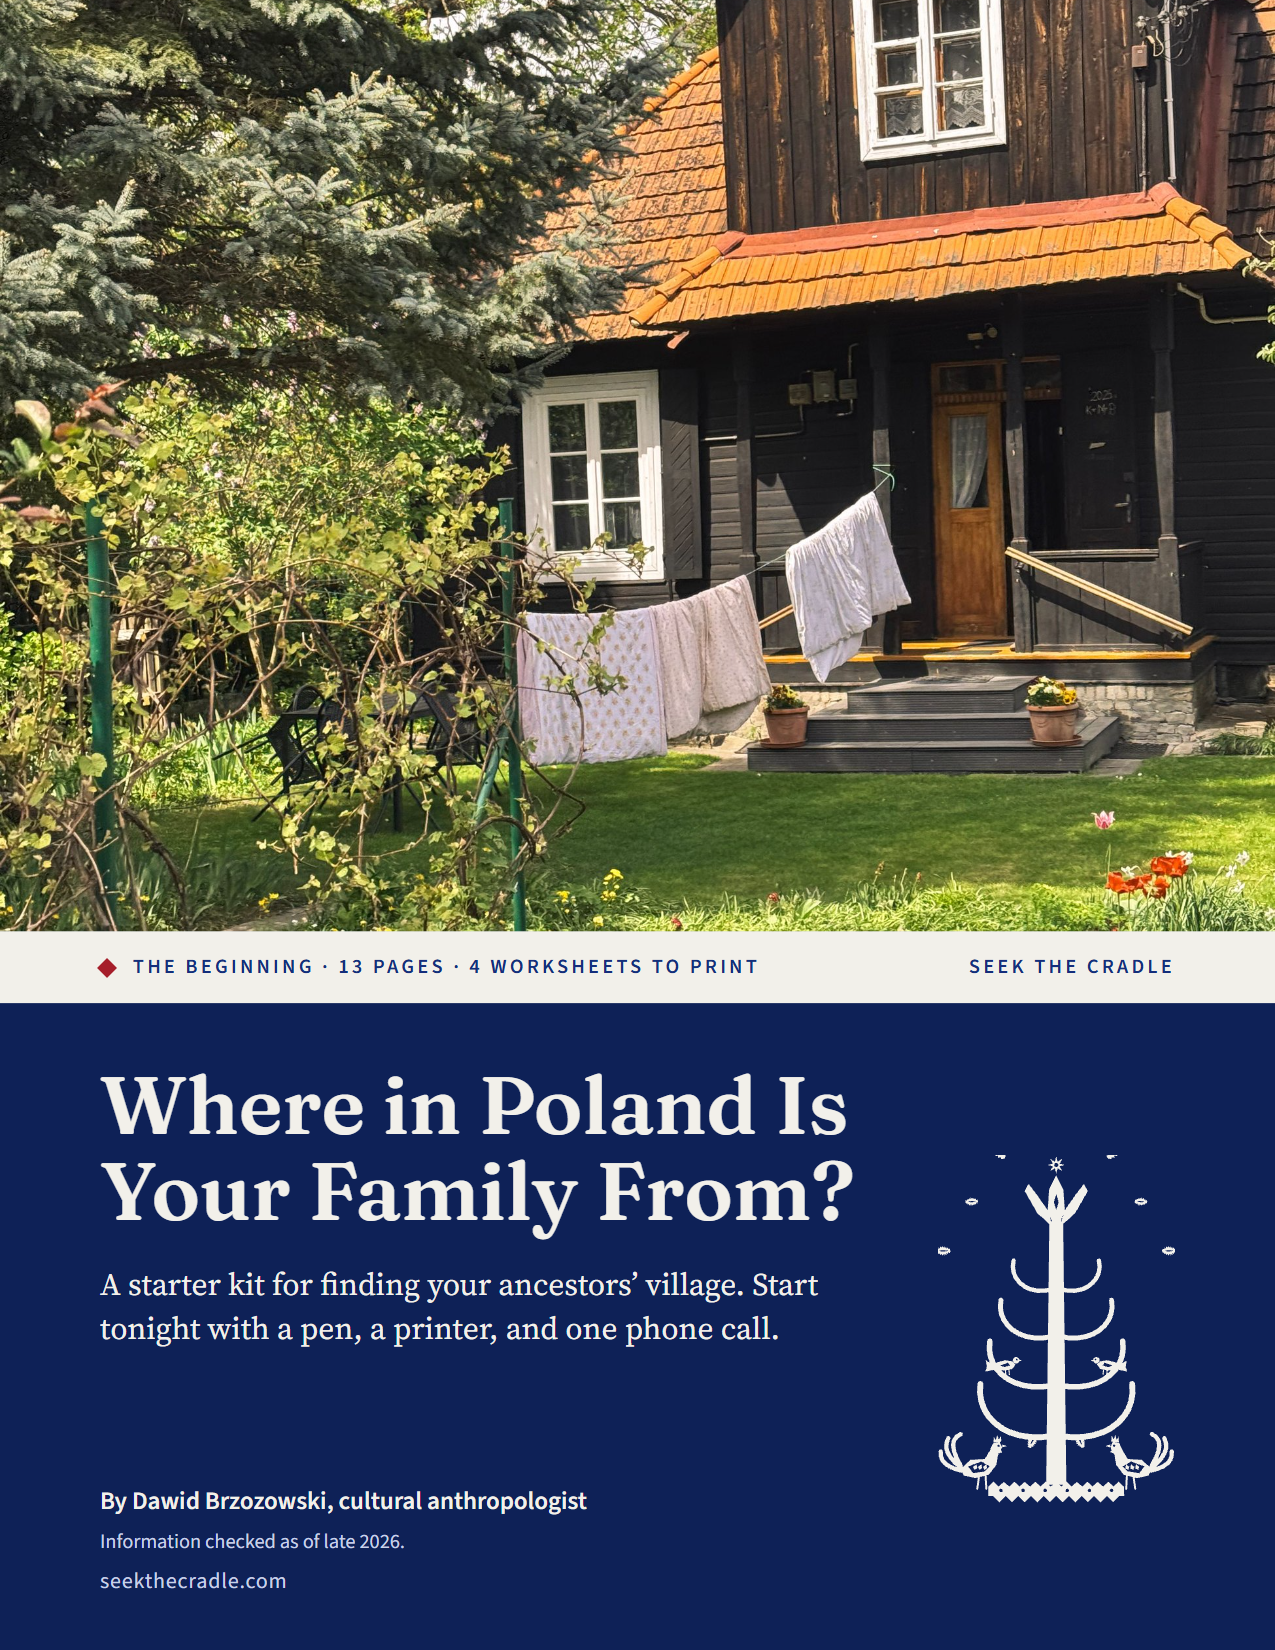 2025
K+M+B
THE BEGINNING · 13 PAGES · 4 WORKSHEETS TO PRINT
SEEK THE CRADLE
Where in Poland Is
Your Family From?
A starter kit for finding your ancestors’ village. Start
tonight with a pen, a printer, and one phone call.
By Dawid Brzozowski, cultural anthropologist
Information checked as of late 2026.
seekthecradle.com